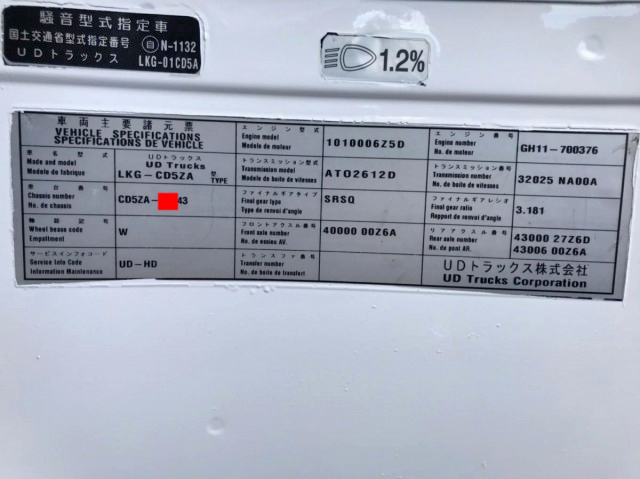 騒音型式指定車
国土交通省型式指定番号 自 N-1132
UDトラックス LKG-01CD5A
1.2%
車両主要諸元票
VEHICLE SPECIFICATIONS
SPECIFICATIONS DE VEHICLE
車名型式
Made and model
Modele de fabrique
UDトラックス
UD Trucks
LKG-CD5ZA 型 TYPE
車台番号
Chassis number
No. de chassis
CD5ZA- 43
軸距記号
Wheel base code
Empattement
W
サービスインフォコード
Service Info Code
Information Maintenance
UD-HD
エンジン型式
Engine model
Modele de moteur
1010006Z5D
トランスミッション型式
Transmission model
Modele de boite de vitesses
ATO2612D
ファイナルギアタイプ
Final gear type
Type de renvoi d'angle
SRSQ
フロントアクスル番号
Front axle number
No. de essieu AV.
40000 00Z6A
トランスファ番号
Transfer number
No. de boite de transfert
エンジン番号
Engine number
No. de moteur
GH11-700376
トランスミッション番号
Transmission number
No. de boite de vitesses
32025 NA00A
ファイナルギアレシオ
Final gear ratio
Rapport de renvoi d'angle
3.181
リアアクスル番号
Rear axle number
No. de pont AR.
43000 27Z6D
43006 00Z6A
UDトラックス株式会社
UD Trucks Corporation